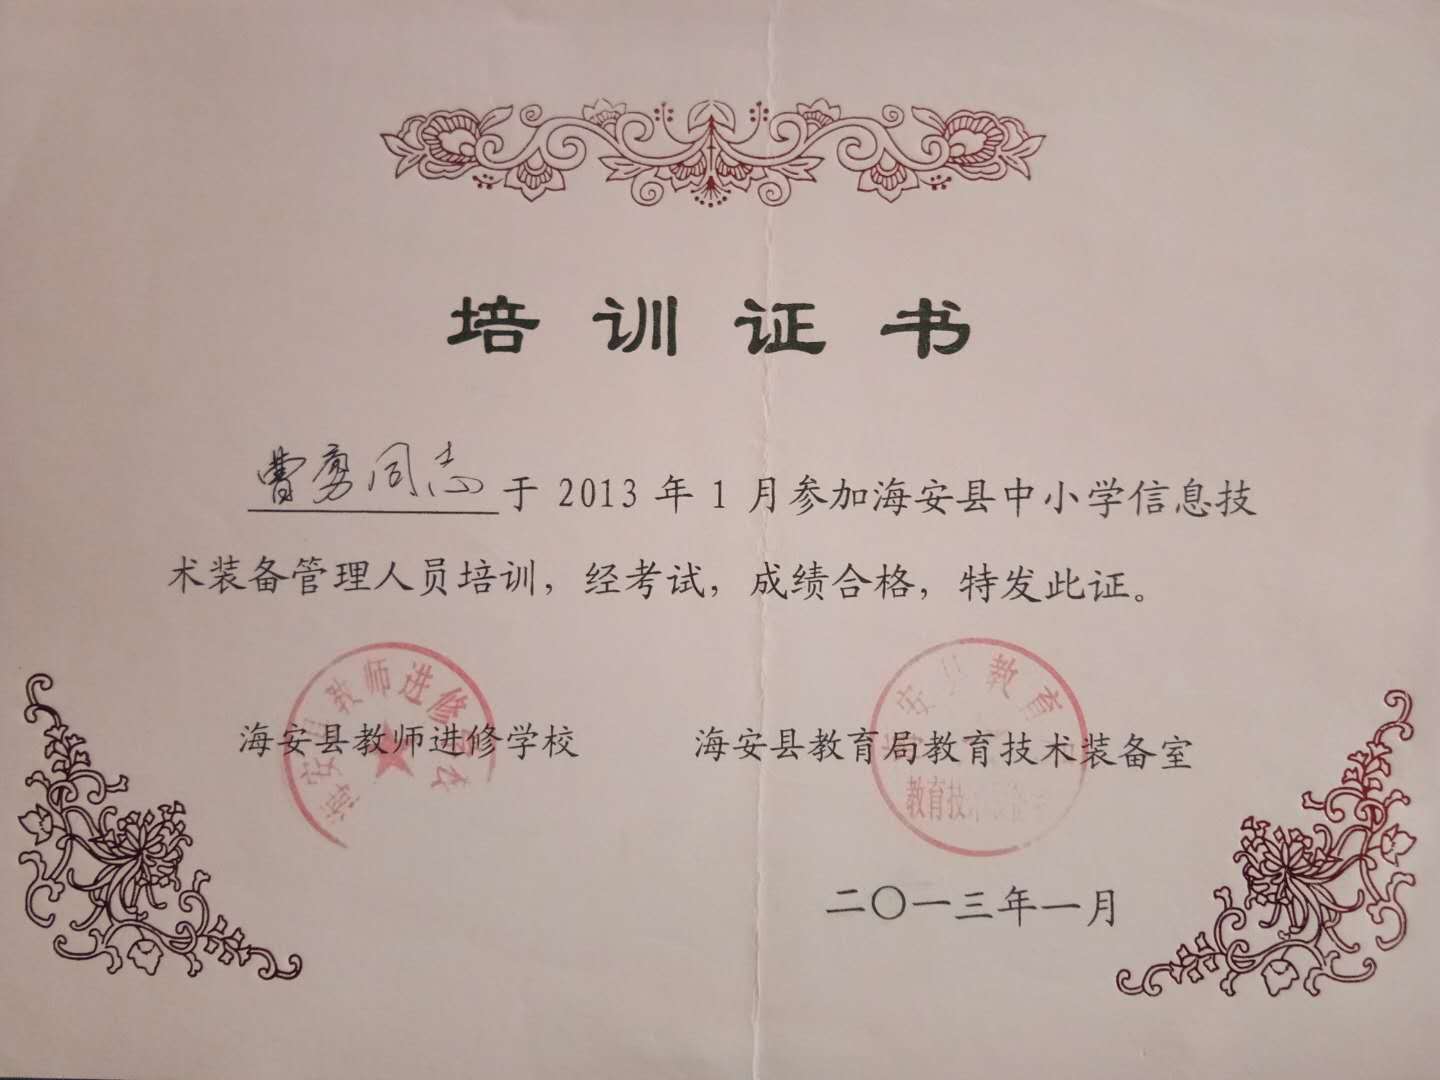 培训证书
曹勇同志于 2013 年 1 月参加海安县中小学信息技
术装备管理人员培训，经考试，成绩合格，特发此证。
海安县教师进修学校
海安县教育局教育技术装备室
二〇一三年一月